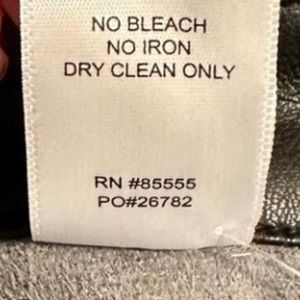 NO BLEACH
NO IRON
DRY CLEAN ONLY
RN #85555
PO#26782